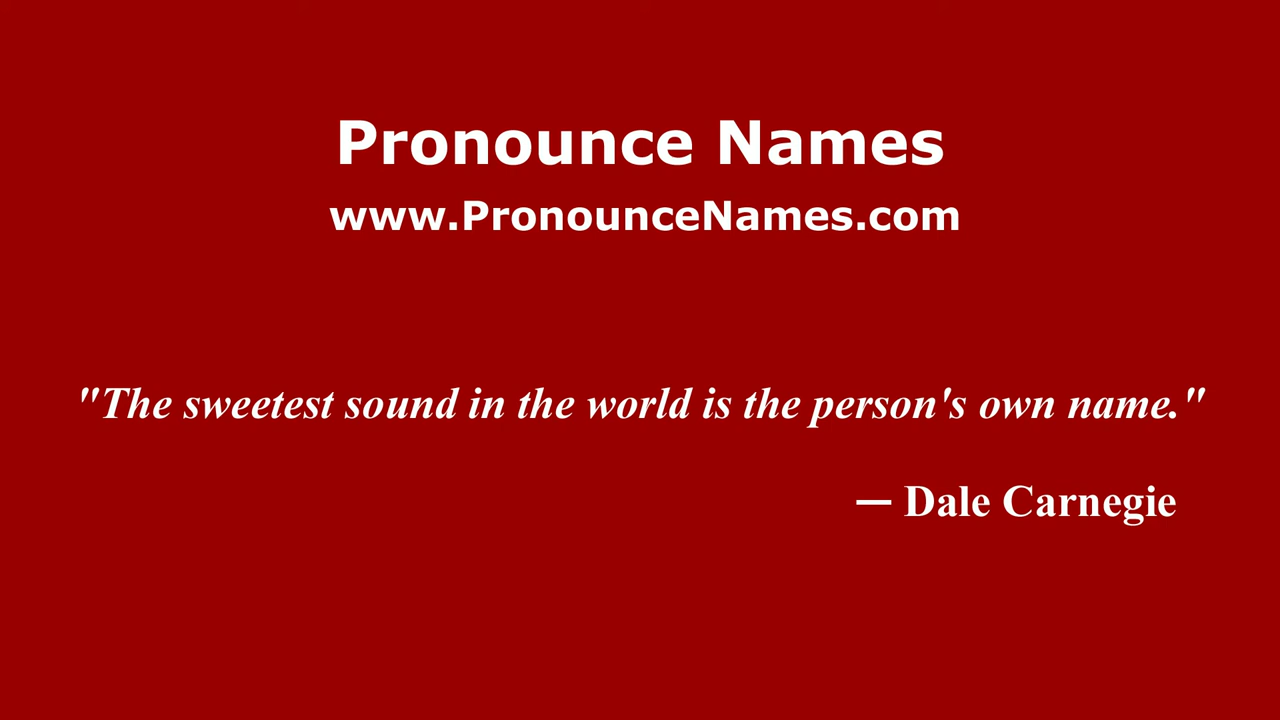 Pronounce Names
www.PronounceNames.com
"The sweetest sound in the world is the person's own name."
— Dale Carnegie